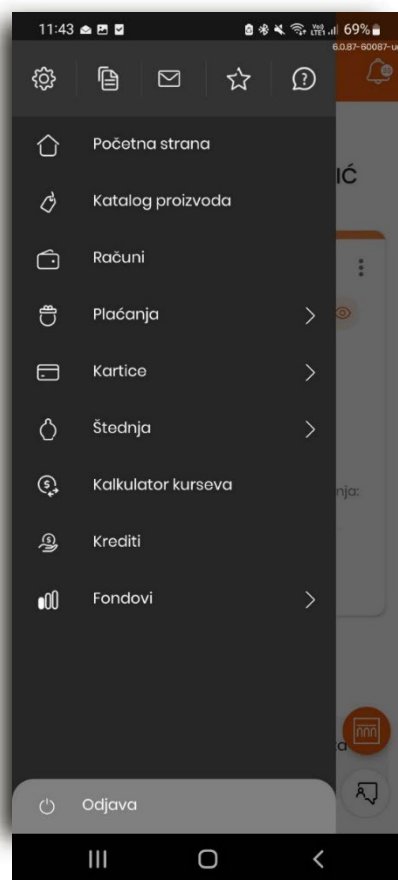 11:43
69%
6.0.87-60087-u
Početna strana
IĆ
Katalog proizvoda
Računi
Plaćanja
Kartice
Štednja
Kalkulator kurseva
nja:
Krediti
Fondovi
Odjava